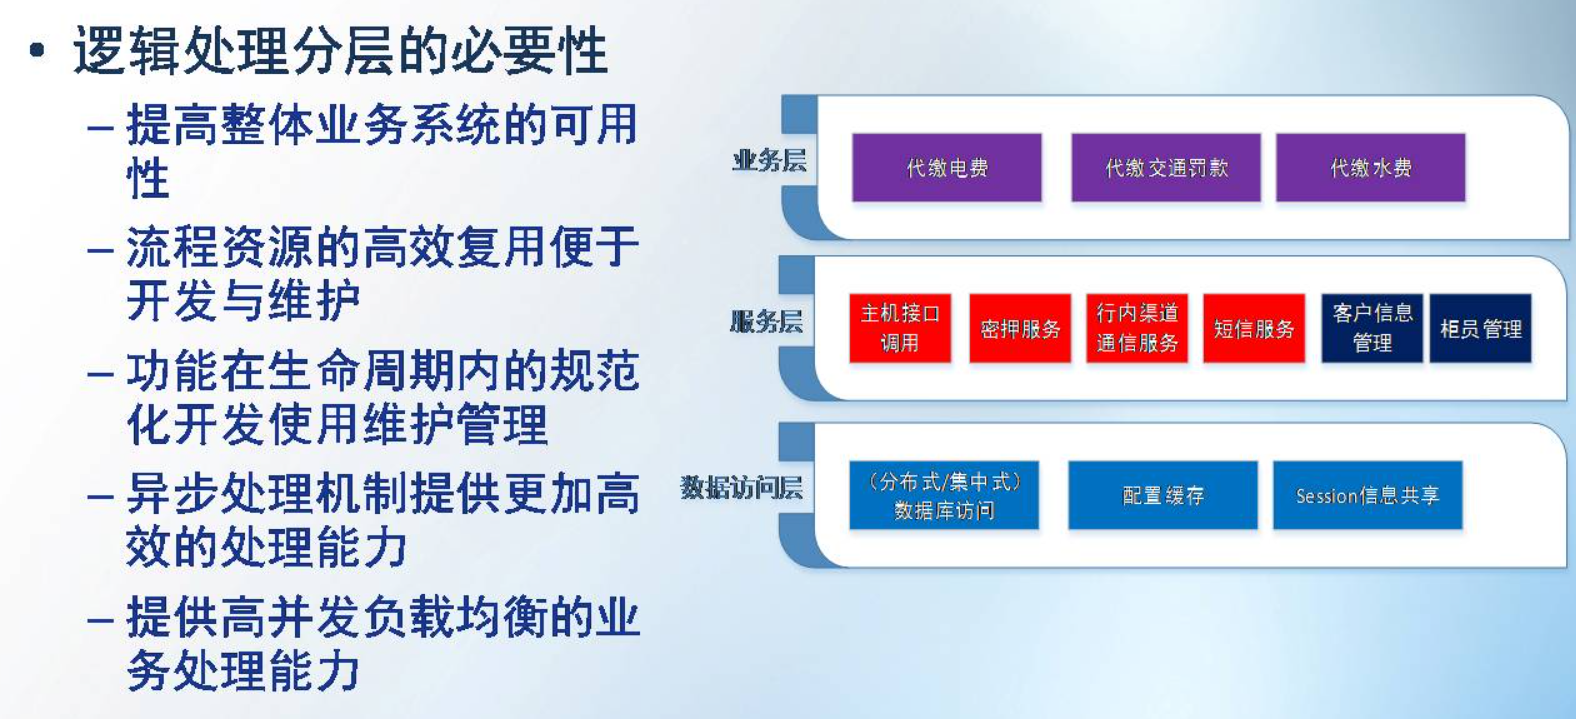 • 逻辑处理分层的必要性
– 提高整体业务系统的可用
性
– 流程资源的高效复用便于
开发与维护
– 功能在生命周期内的规范
化开发使用维护管理
– 异步处理机制提供更加高
效的处理能力
– 提供高并发负载均衡的业
务处理能力
业务层
代缴电费
代缴交通罚款
代缴水费
服务层
主机接口
调用
密押服务
行内渠道
通信服务
短信服务
客户信息
管理
柜员管理
数据访问层
（分布式/集中式）
数据库访问
配置缓存
Session信息共享